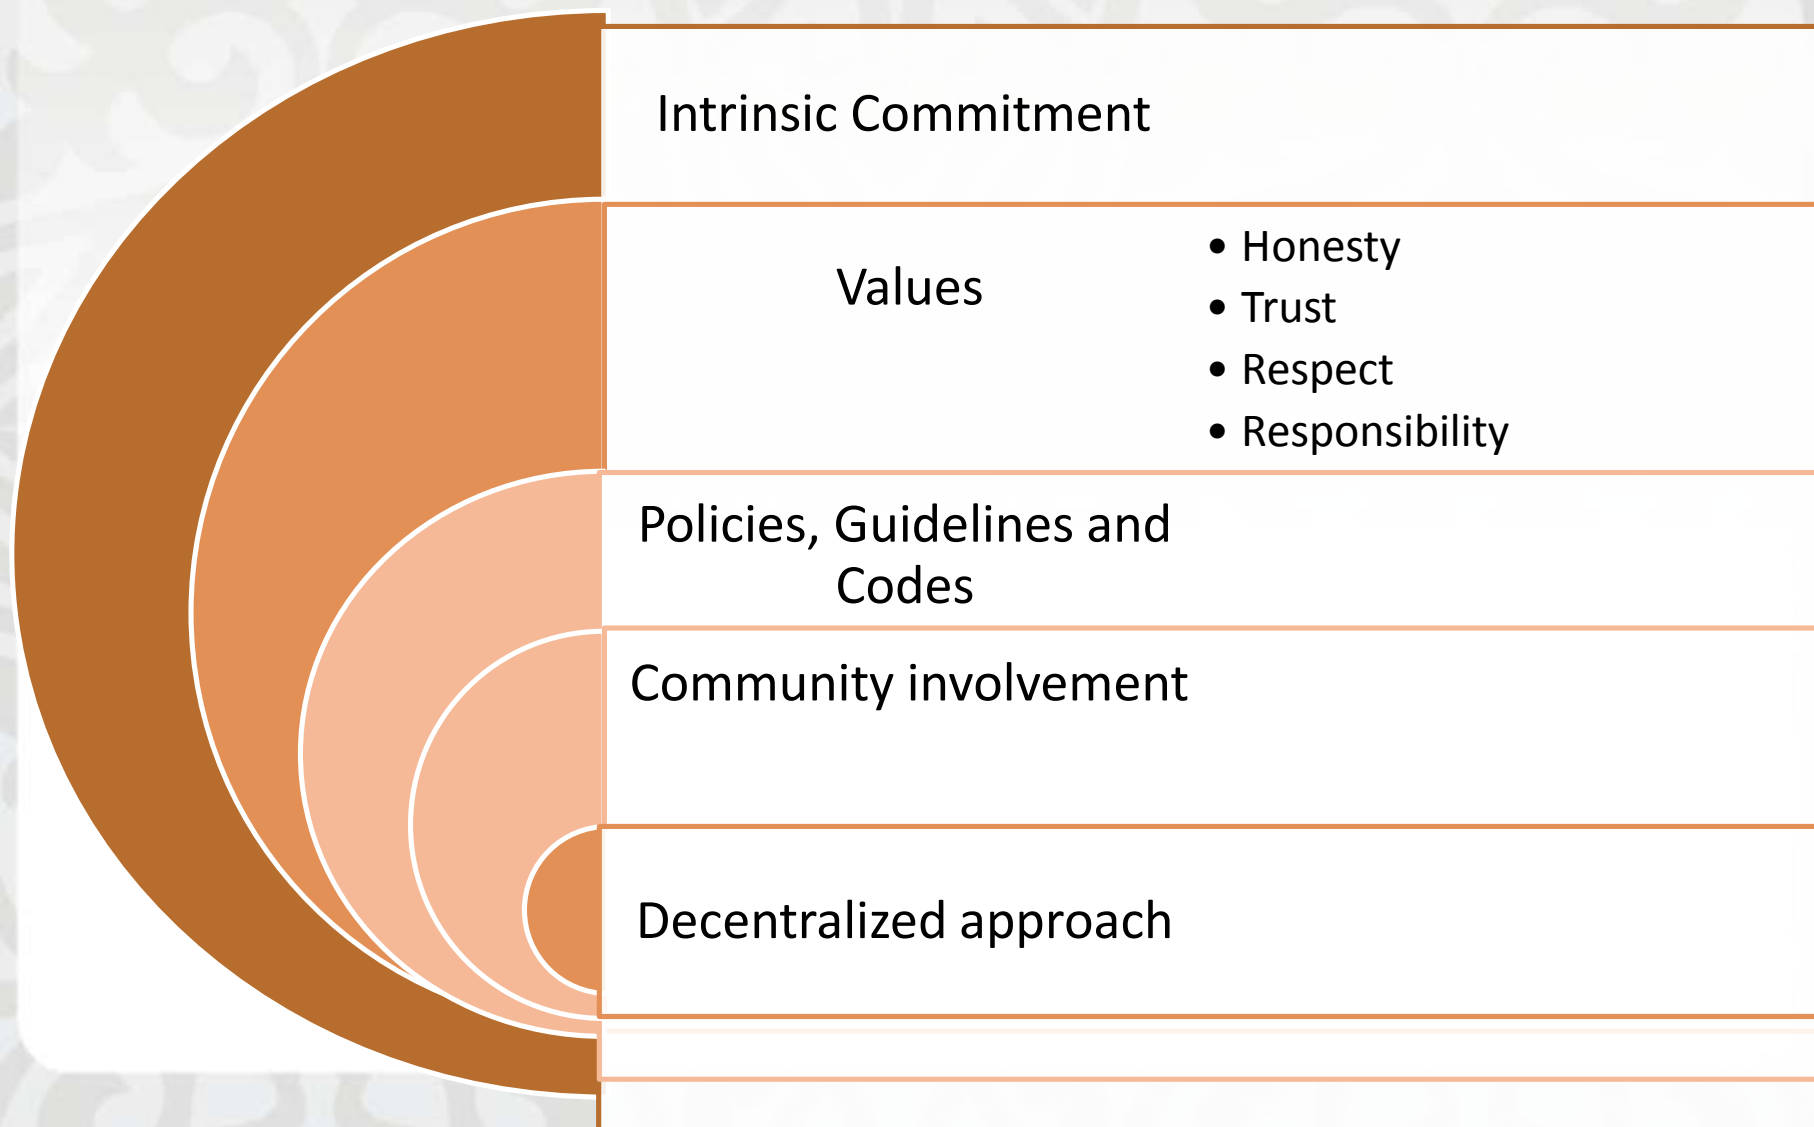 Intrinsic Commitment
Values
• Honesty
• Trust
• Respect
• Responsibility
Policies, Guidelines and
Codes
Community involvement
Decentralized approach